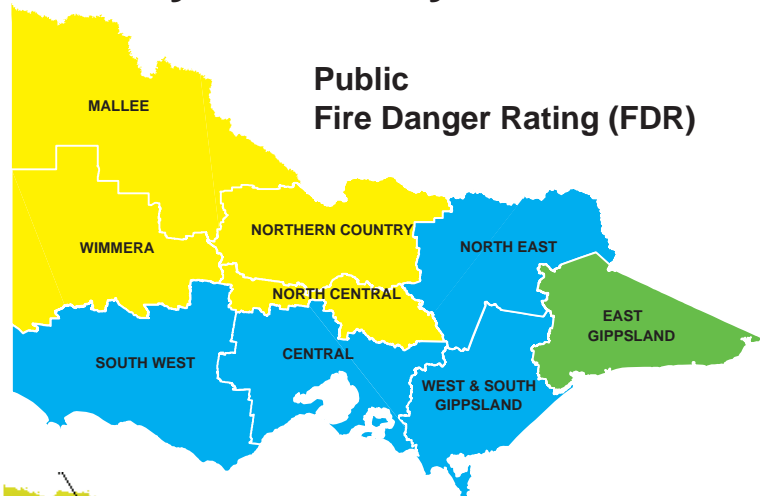 Public
Fire Danger Rating (FDR)
MALLEE
WIMMERA
NORTHERN COUNTRY
NORTH EAST
NORTH CENTRAL
EAST
GIPPSLAND
SOUTH WEST
CENTRAL
WEST & SOUTH
GIPPSLAND